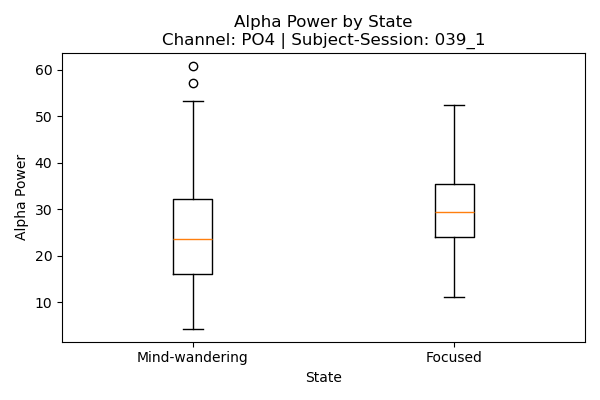 Alpha Power by State
Channel: PO4 | Subject-Session: 039_1
60
50
40
30
20
10
Alpha Power
Mind-wandering
Focused
State